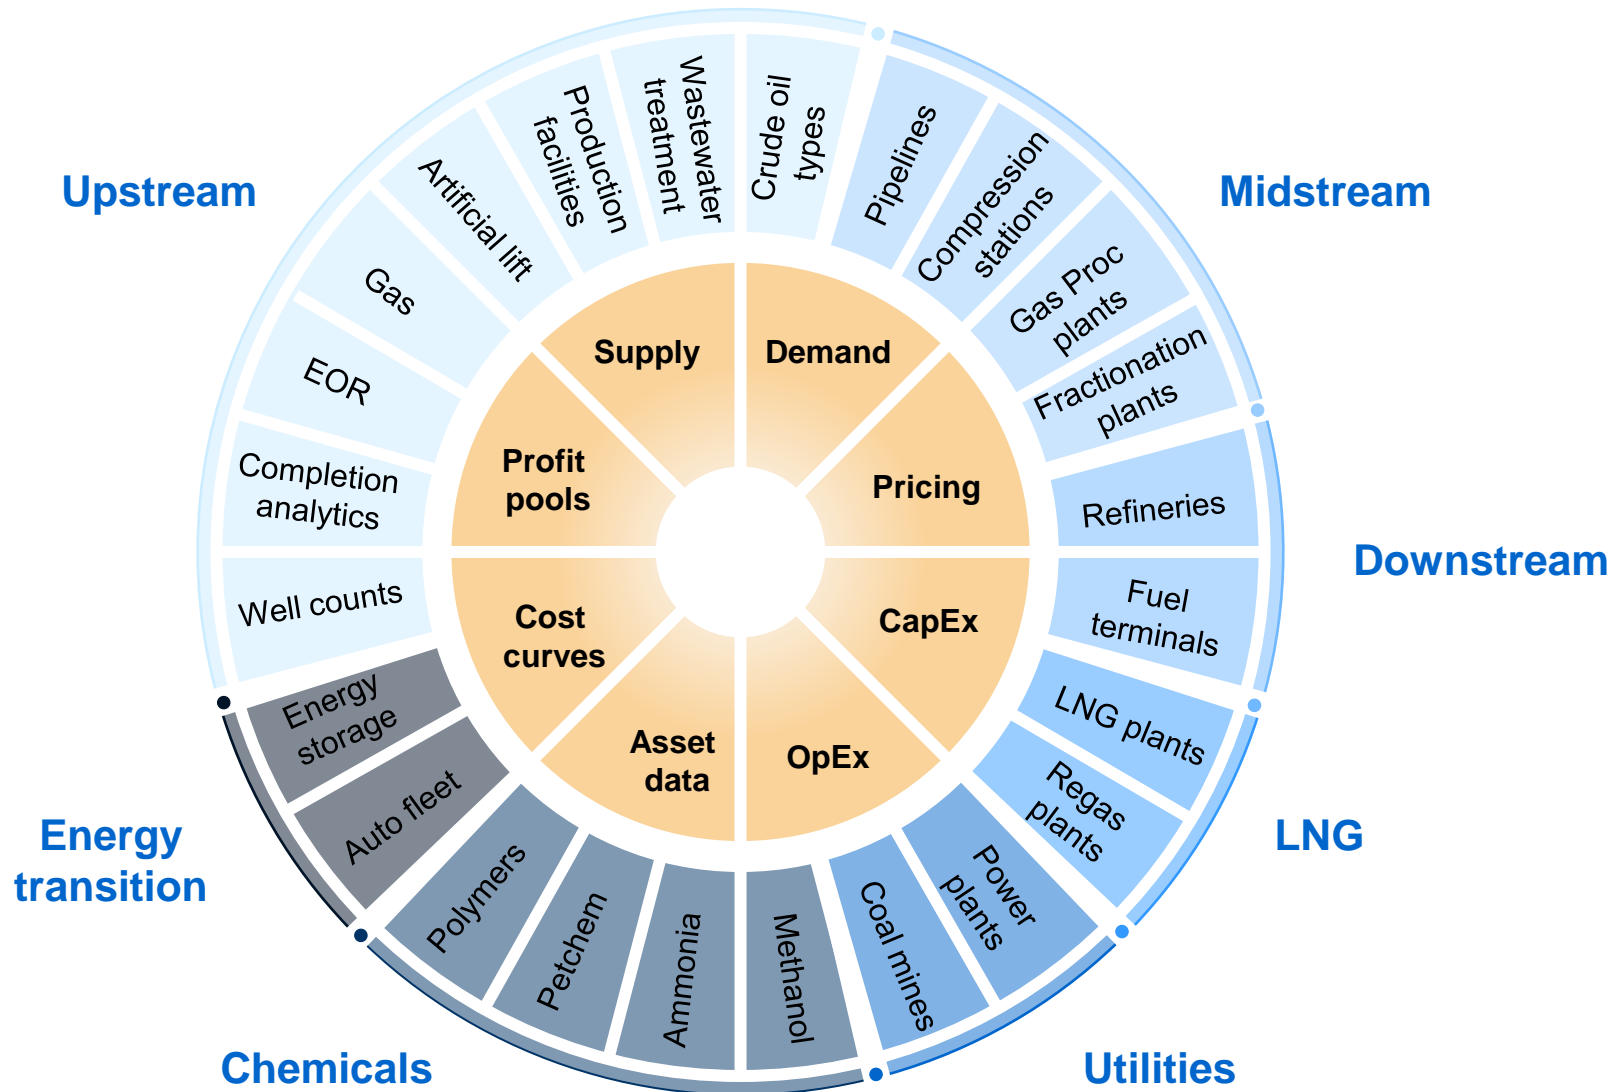 Upstream
Midstream
Downstream
LNG
Utilities
Chemicals
Energy
transition
Crude oil
types
Pipelines
Compression
stations
Gas Proc
plants
Fractionation
plants
Refineries
Fuel
terminals
LNG plants
Regas
plants
Power
plants
Coal mines
Methanol
Ammonia
Petchem
Polymers
Auto fleet
Energy
storage
Well counts
Completion
analytics
EOR
Gas
Artificial lift
Production
facilities
Wastewater
treatment
Supply
Demand
Pricing
CapEx
OpEx
Asset
data
Cost
curves
Profit
pools